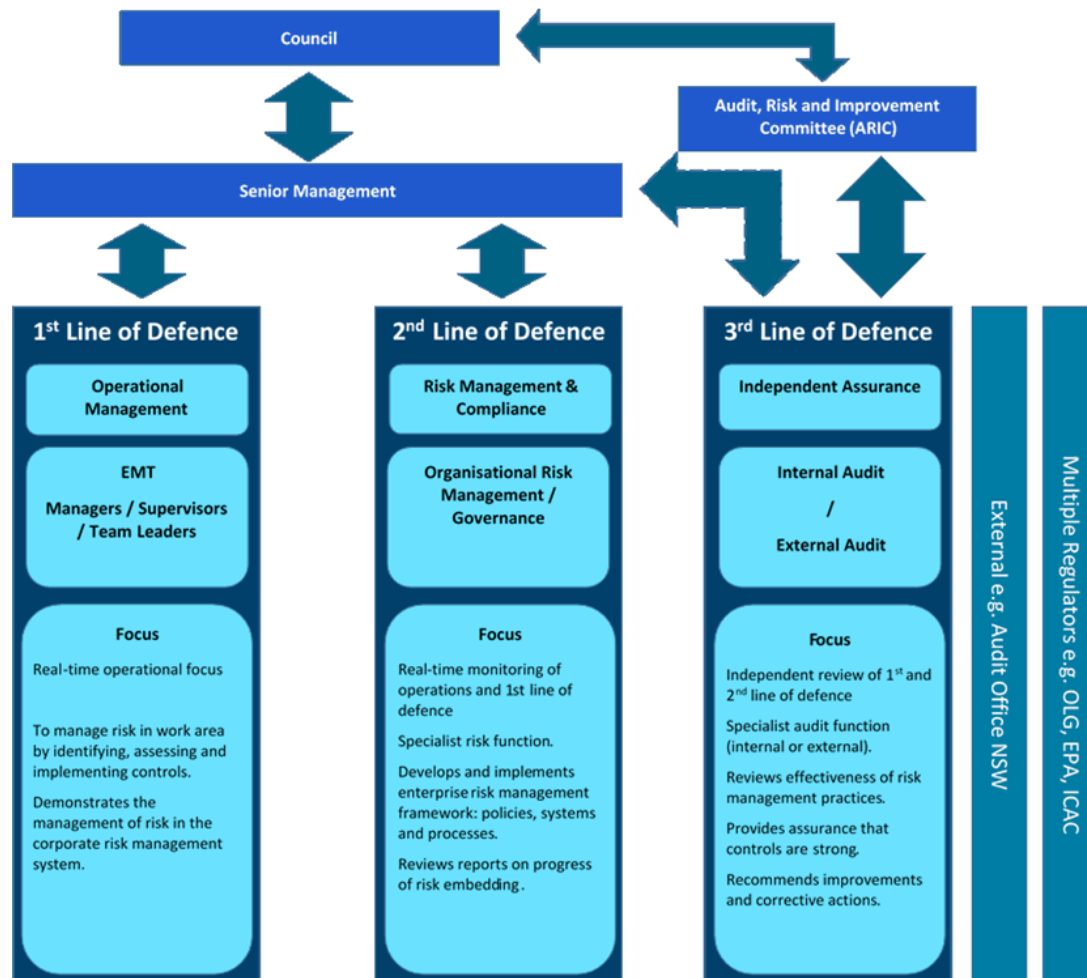 Council
Audit, Risk and Improvement
Committee (ARIC)
Senior Management
1st Line of Defence
Operational
Management
EMT
Managers / Supervisors
/ Team Leaders
Focus
Real-time operational focus
To manage risk in work area
by identifying, assessing and
implementing controls.
Demonstrates the
management of risk in the
corporate risk management
system.
2nd Line of Defence
Risk Management &
Compliance
Organisational Risk
Management /
Governance
Focus
Real-time monitoring of
operations and 1st line of
defence
Specialist risk function.
Develops and implements
enterprise risk management
framework: policies, systems
and processes.
Reviews reports on progress
of risk embedding.
3rd Line of Defence
Independent Assurance
Internal Audit
/
External Audit
Focus
Independent review of 1st and
2nd line of defence
Specialist audit function
(internal or external).
Reviews effectiveness of risk
management practices.
Provides assurance that
controls are strong.
Recommends improvements
and corrective actions.
External e.g. Audit Office NSW
Multiple Regulators e.g. OLG, EPA, ICAC